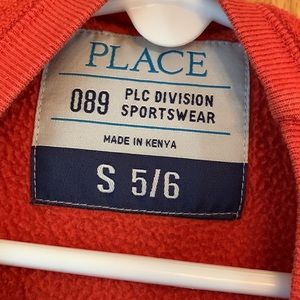 PLACE
089 PLC DIVISION
SPORTSWEAR
MADE IN KENYA
S 5/6